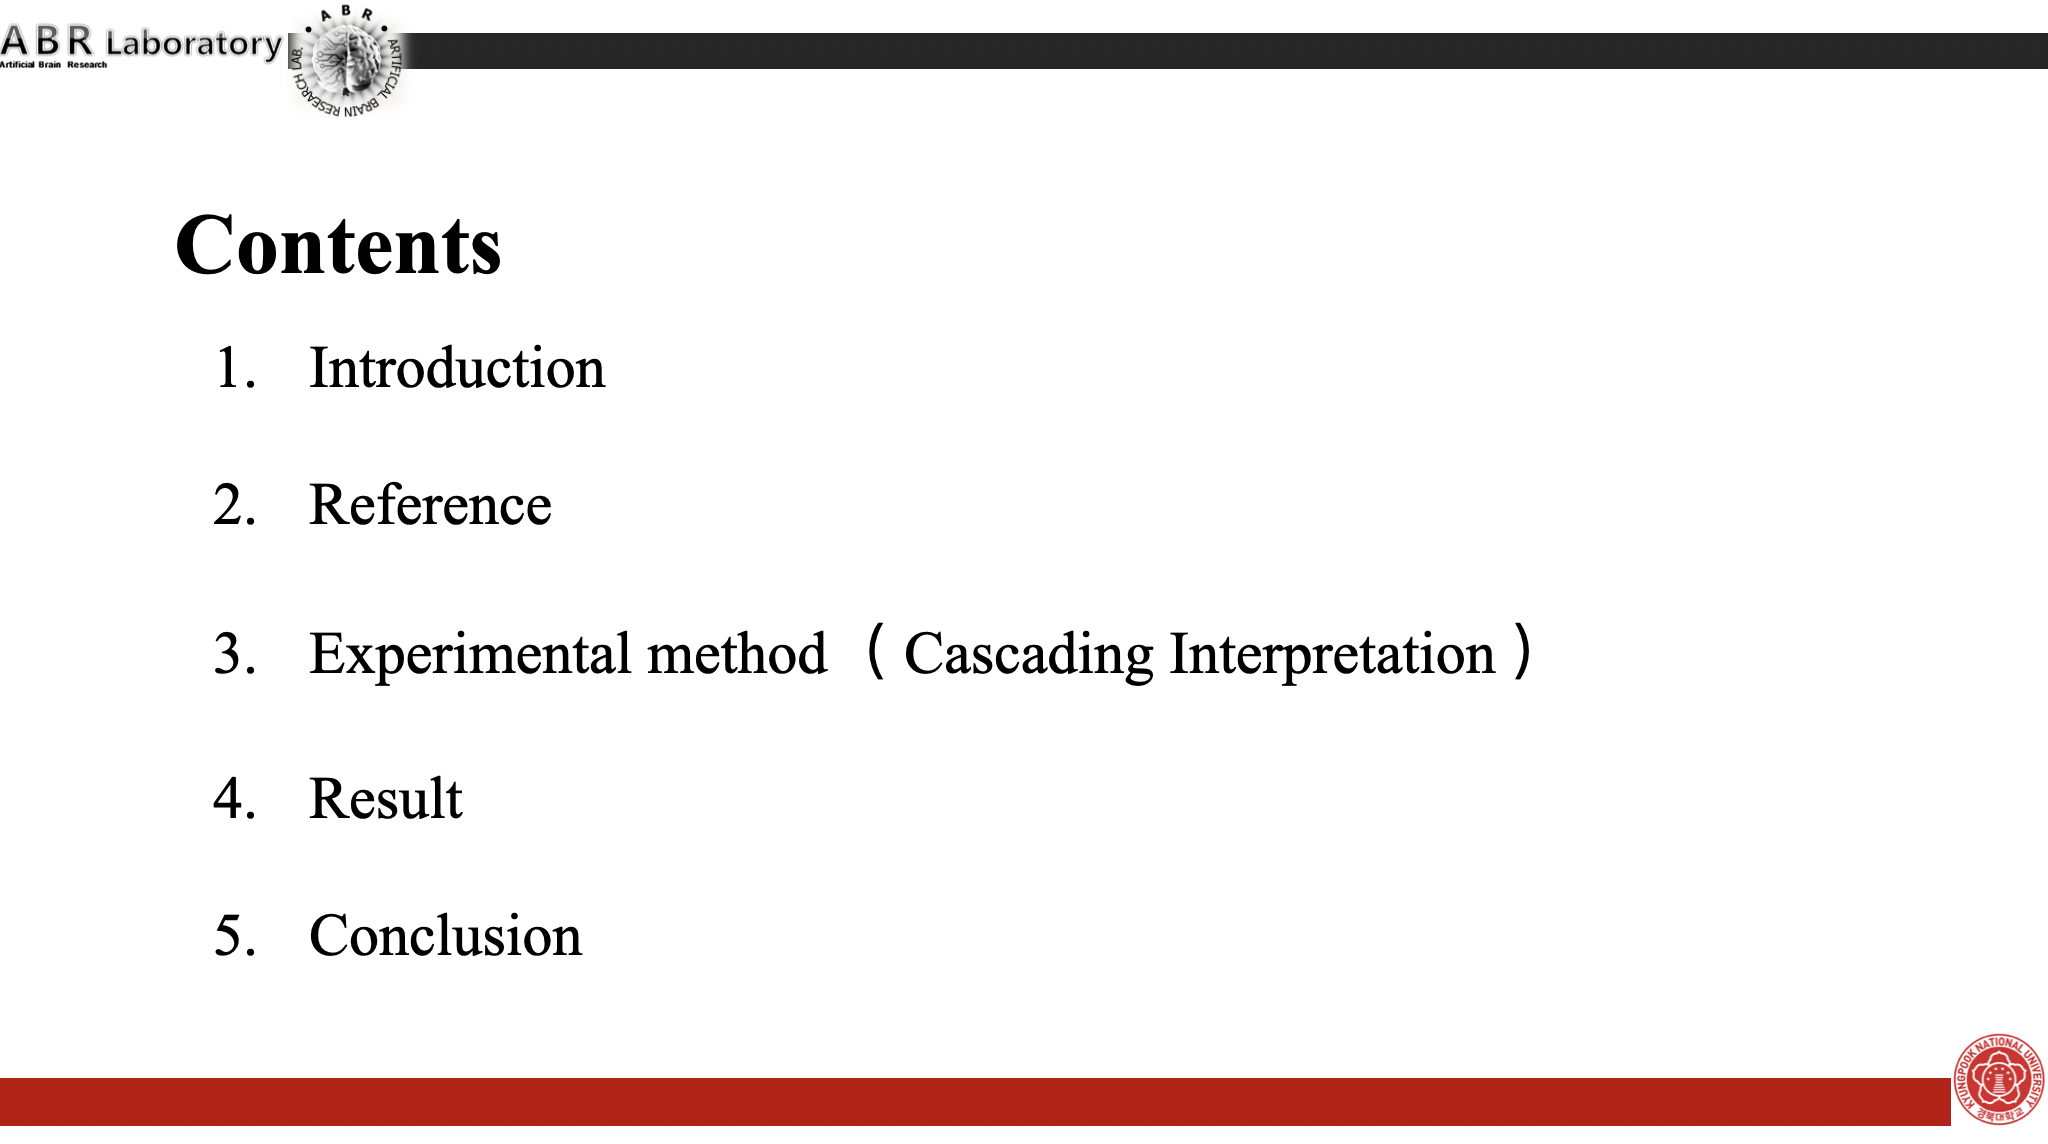 ABR Laboratory
Artificial Brain Research
A B R
ARTIFICIAL BRAIN RESEARCH LAB.
Contents
1. Introduction
2. Reference
3. Experimental method ( Cascading Interpretation )
4. Result
5. Conclusion
KYUNGPOOK NATIONAL UNIVERSITY
경북대학교